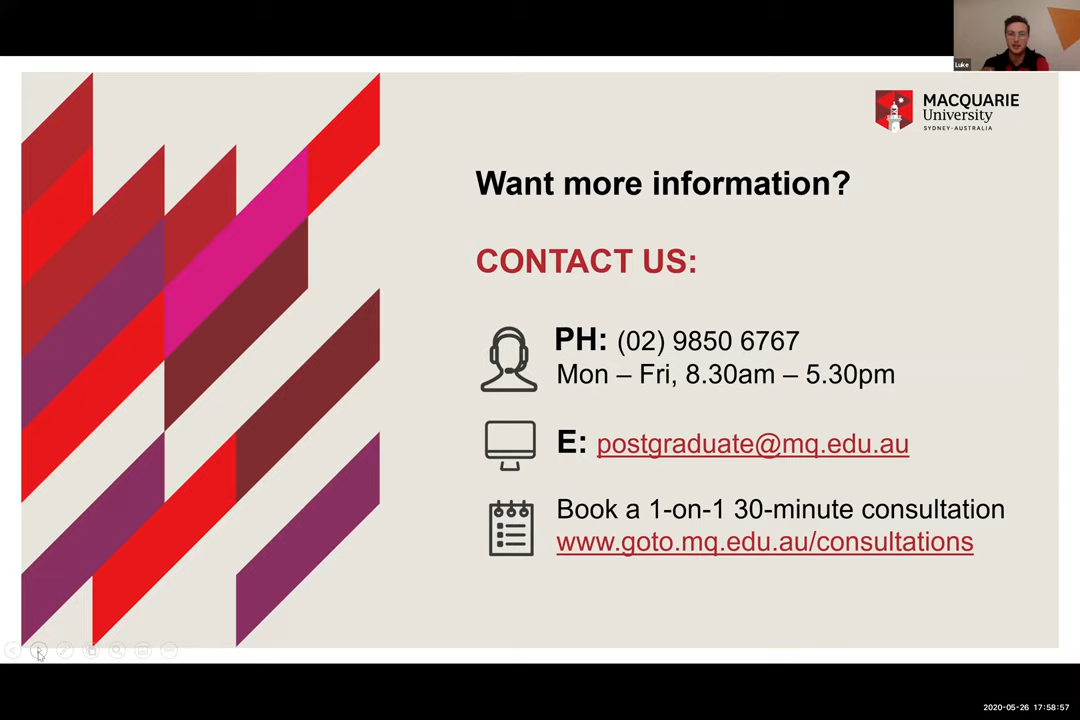 Luke
MACQUARIE
University
SYDNEY-AUSTRALIA
Want more information?
CONTACT US:
PH: (02) 9850 6767
Mon – Fri, 8.30am – 5.30pm
E: postgraduate@mq.edu.au
Book a 1-on-1 30-minute consultation
www.goto.mq.edu.au/consultations
2020-05-26 17:58:57